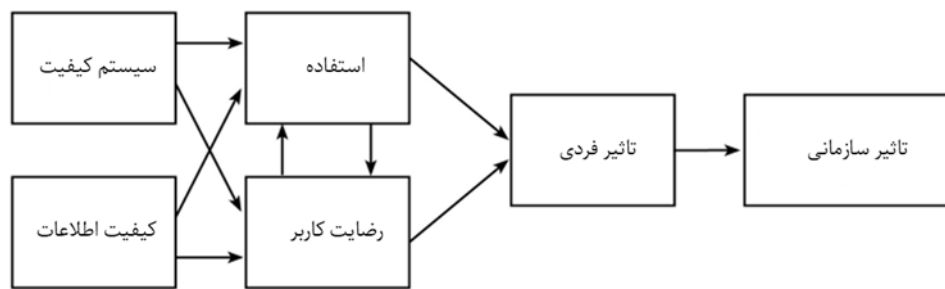 سیستم کیفیت
استفاده
تاثیر فردی
تاثیر سازمانی
کیفیت اطلاعات
رضایت کاربر